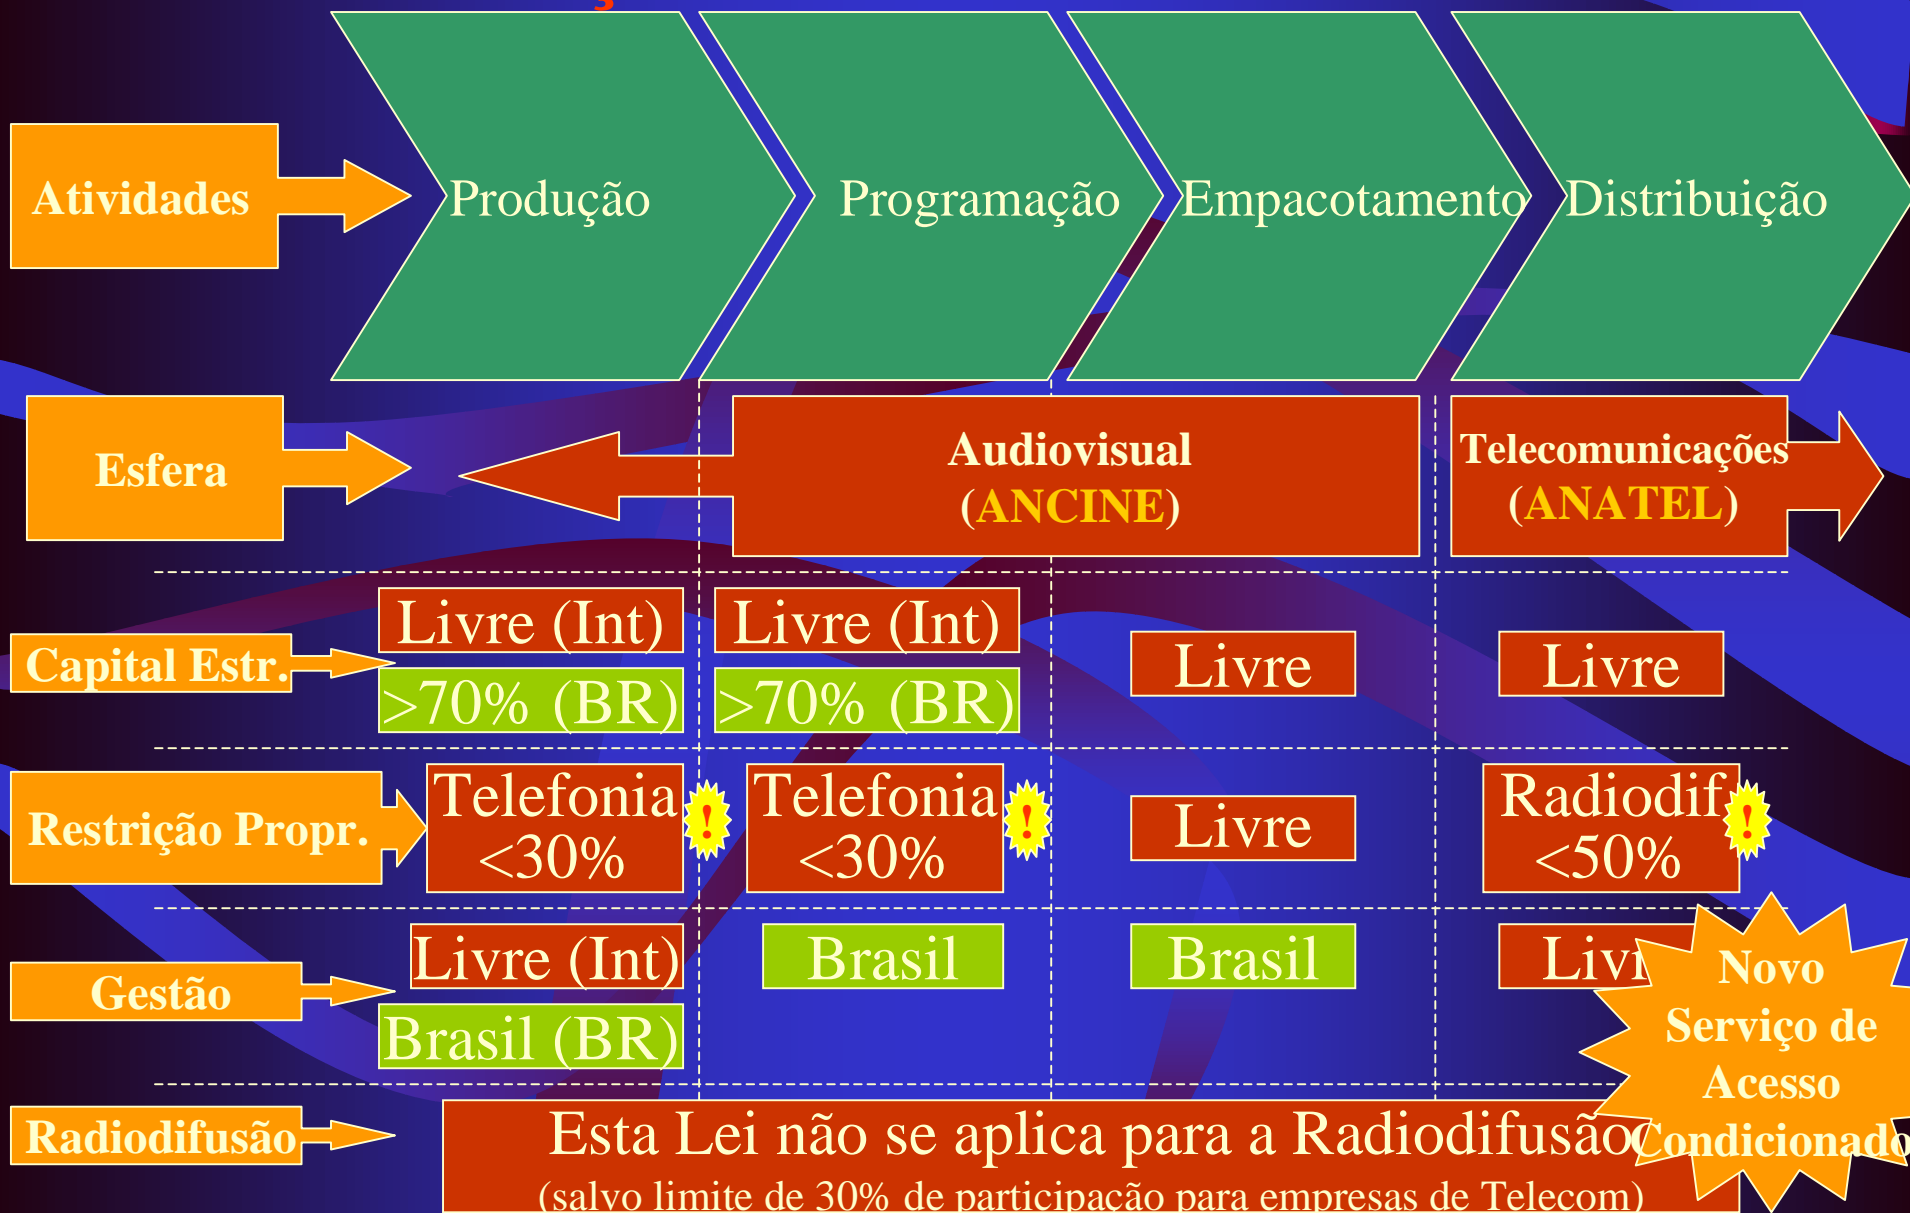 Atividades
Produção
Programação
Empacotamento
Distribuição
Esfera
Audiovisual
(ANCINE)
Telecomunicações
(ANATEL)
Capital Estr.
Livre (Int)
>70% (BR)
Livre (Int)
>70% (BR)
Livre
Livre
Restrição Propr.
Telefonia
<30%
!
Telefonia
<30%
!
Livre
Radiodif.
<50%
!
Gestão
Livre (Int)
Brasil (BR)
Brasil
Brasil
Novo
Serviço de
Acesso
Condicionado
Radiodifusão
Esta Lei não se aplica para a Radiodifusão
(salvo limite de 30% de participação para empresas de Telecom)